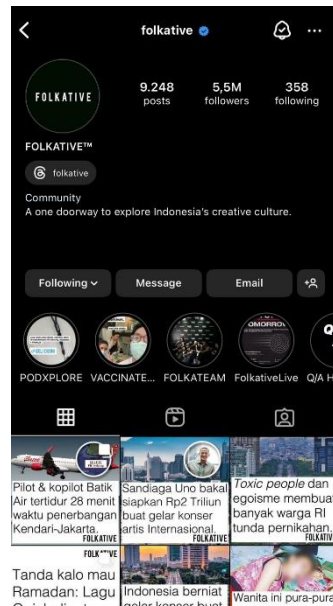 folkative
FOLKATIVE
9.248
posts
5,5M
followers
358
following
FOLKATIVE™
folkative
Community
A one doorway to explore Indonesia's creative culture.
Following
Message
Email
PODXPLORE
VACCINATE...
FOLKATEAM
FolkativeLive
Q/A H
Pilot & kopilot Batik
Air tertidur 28 menit
waktu penerbangan
Kendari-Jakarta.
FOLKATIVE
Sandiaga Uno bakal
siapkan Rp2 Triliun
buat gelar konser
artis Internasional.
FOLKATIVE
Toxic people dan
egoisme membuat
banyak warga RI
tunda pernikahan.
FOLKATIVE
Tanda kalo mau
Ramadan: Lagu
Indonesia berniat
gelar konser buat
Wanita ini pura-pura